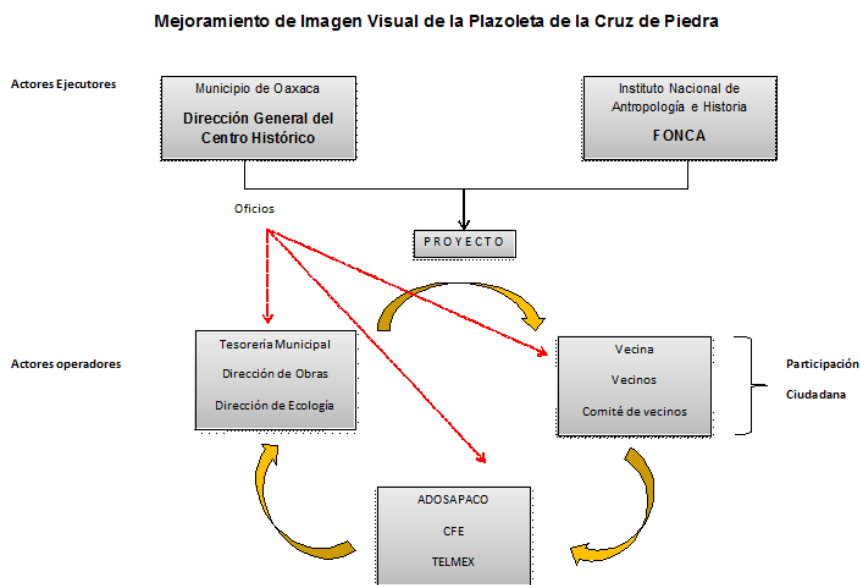 Mejoramiento de Imagen Visual de la Plazoleta de la Cruz de Piedra
Actores Ejecutores
Municipio de Oaxaca
Dirección General del
Centro Histórico
Instituto Nacional de
Antropología e Historia
FONCA
Oficios
PROYECTO
Actores operadores
Tesorería Municipal
Dirección de Obras
Dirección de Ecología
Vecina
Vecinos
Comité de vecinos
Participación
Ciudadana
ADOSAPACO
CFE
TELMEX